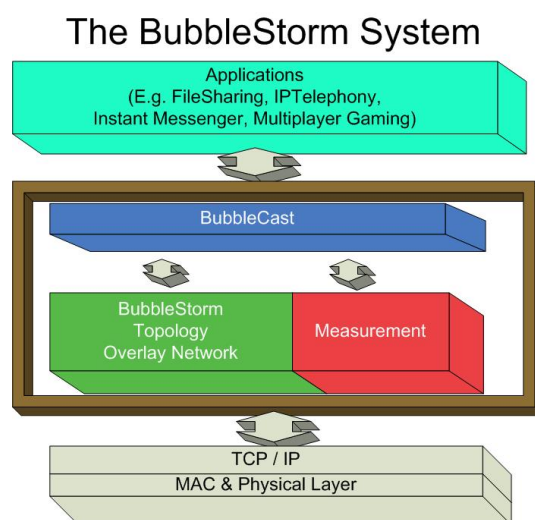 The BubbleStorm System
Applications
(E.g. FileSharing, IPTelephony,
Instant Messenger, Multiplayer Gaming)
BubbleCast
BubbleStorm
Topology
Overlay Network
Measurement
TCP / IP
MAC & Physical Layer